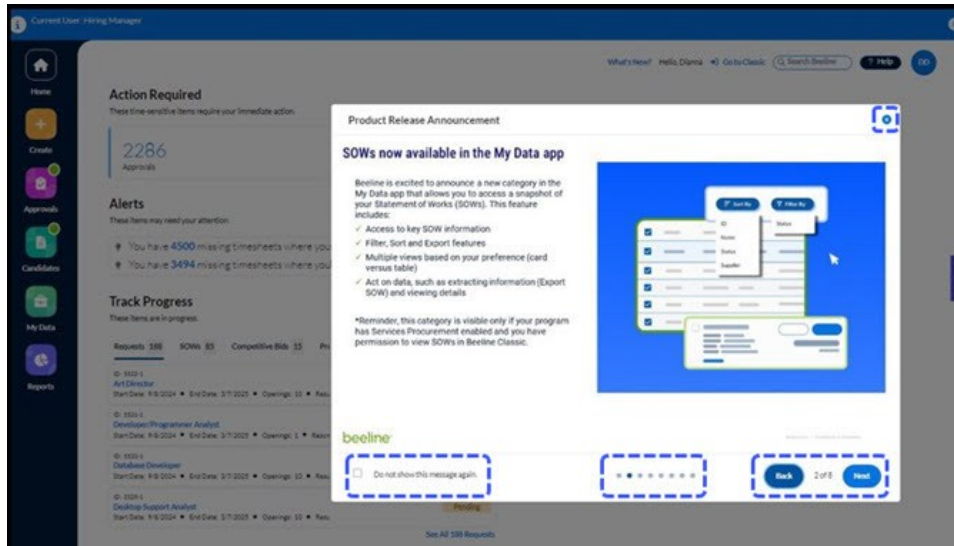 Current User: Hiring Manager
What's New? Hello, Dianna Go to Classic Search Beeline ? Help DD
Home
Create
Approvals
Candidates
My Data
Reports
Action Required
These time-sensitive items require your immediate action.
2286
Approvals
Alerts
These items may need your attention.
You have 4500 missing timesheets where you
You have 3494 missing timesheets where you
Track Progress
These items are in progress.
Requests 188 SOWs 85 Competitive Bids 15
Art Director
Developer/Programmer Analyst
Database Developer
Desktop Support Analyst
Pending
See All 188 Requests
Product Release Announcement
SOWs now available in the My Data app
Beeline is excited to announce a new category in the
My Data app that allows you to access a snapshot of
your Statement of Works (SOWs). This feature
includes:
✓ Access to key SOW information
✓ Filter, Sort and Export features
✓ Multiple views based on your preference (card
versus table)
✓ Act on data, such as extracting information (Export
SOW) and viewing details
*Reminder, this category is visible only if your program
has Services Procurement enabled and you have
permission to view SOWs in Beeline Classic.
Sort By Filter By
ID
Name
Status
Supplier
Status
beeline
Do not show this message again.
Back 2 of 8 Next